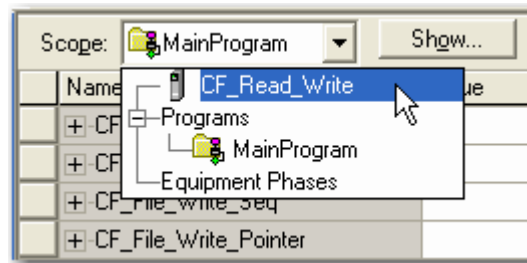 Scope: MainProgram Show...
Name CF_Read_Write ue
+ CF Programs
+ CF MainProgram
Equipment Phases
+ CF_File_Write_Seq
+ CF_File_Write_Pointer